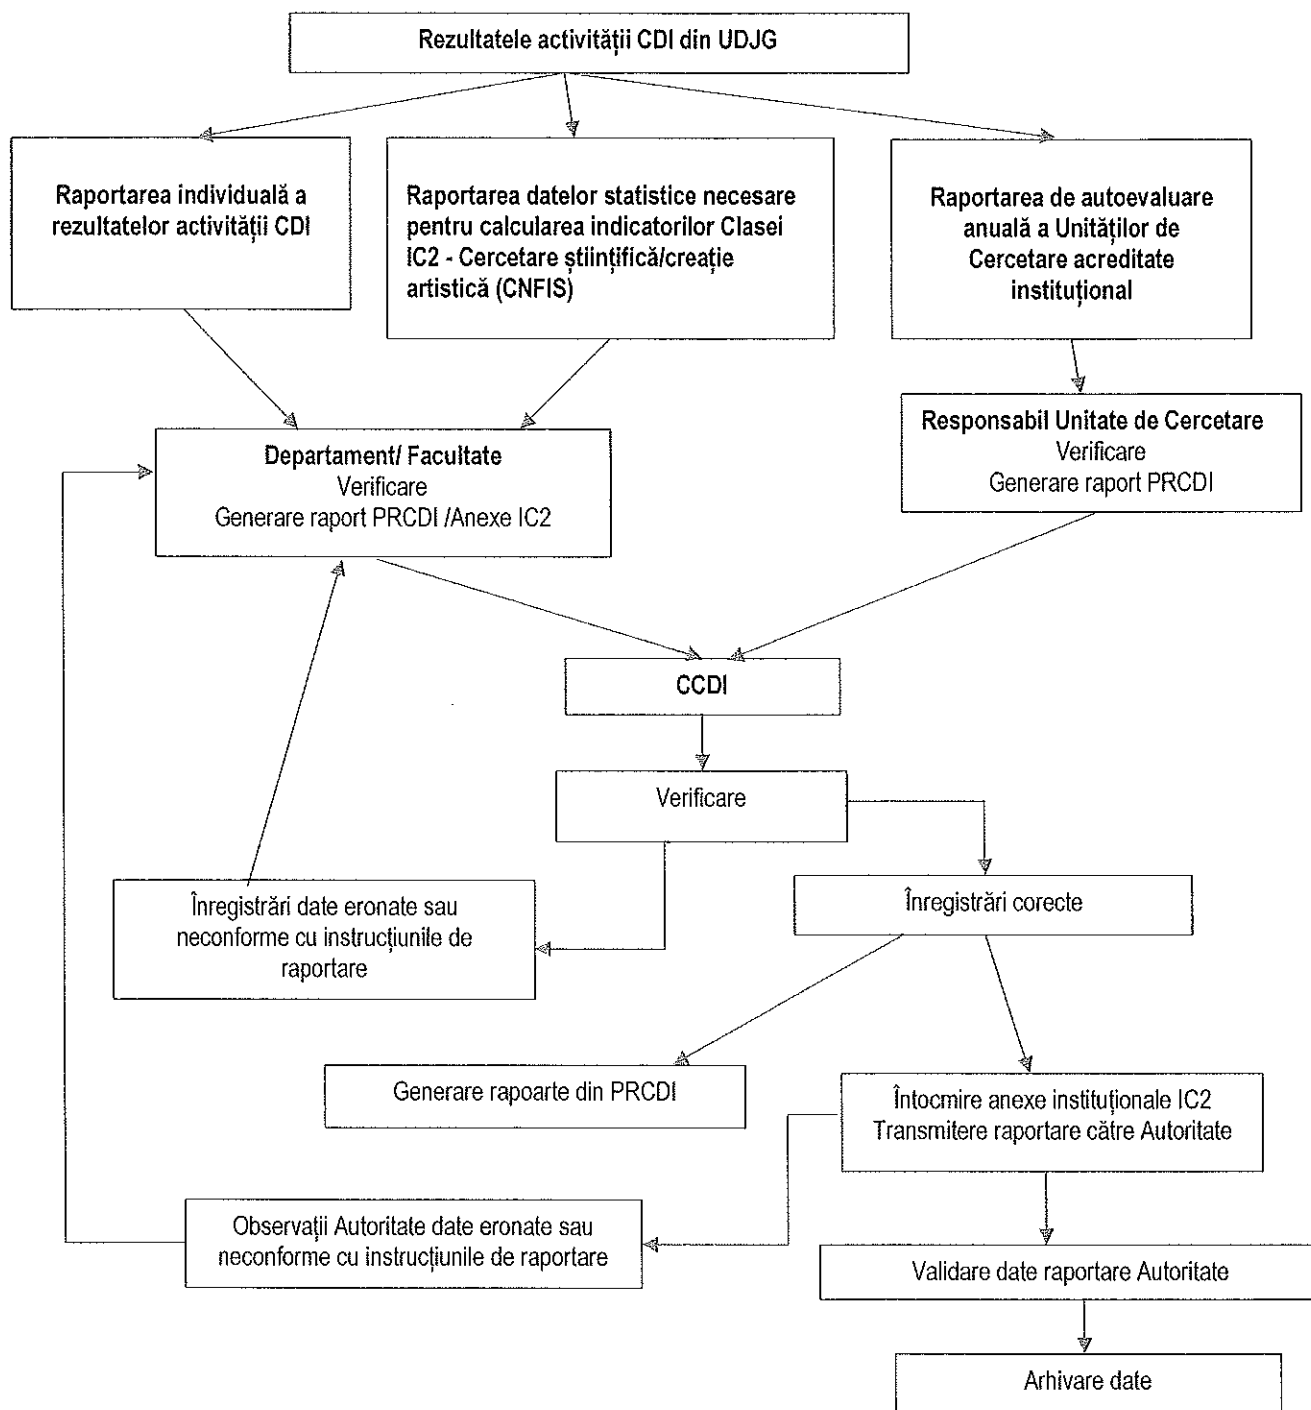 Rezultatele activității CDI din UDJG
Raportarea individuală a
rezultatelor activității CDI
Raportarea datelor statistice necesare
pentru calcularea indicatorilor Clasei
IC2 - Cercetare științifică/creație
artistică (CNFIS)
Raportarea de autoevaluare
anuală a Unităților de
Cercetare acreditate
instituțional
Departament/ Facultate
Verificare
Generare raport PRCDI /Anexe IC2
Responsabil Unitate de Cercetare
Verificare
Generare raport PRCDI
CCDI
Verificare
Înregistrări date eronate sau
neconforme cu instrucțiunile de
raportare
Înregistrări corecte
Generare rapoarte din PRCDI
Întocmire anexe instituționale IC2
Transmitere raportare către Autoritate
Observații Autoritate date eronate sau
neconforme cu instrucțiunile de raportare
Validare date raportare Autoritate
Arhivare date